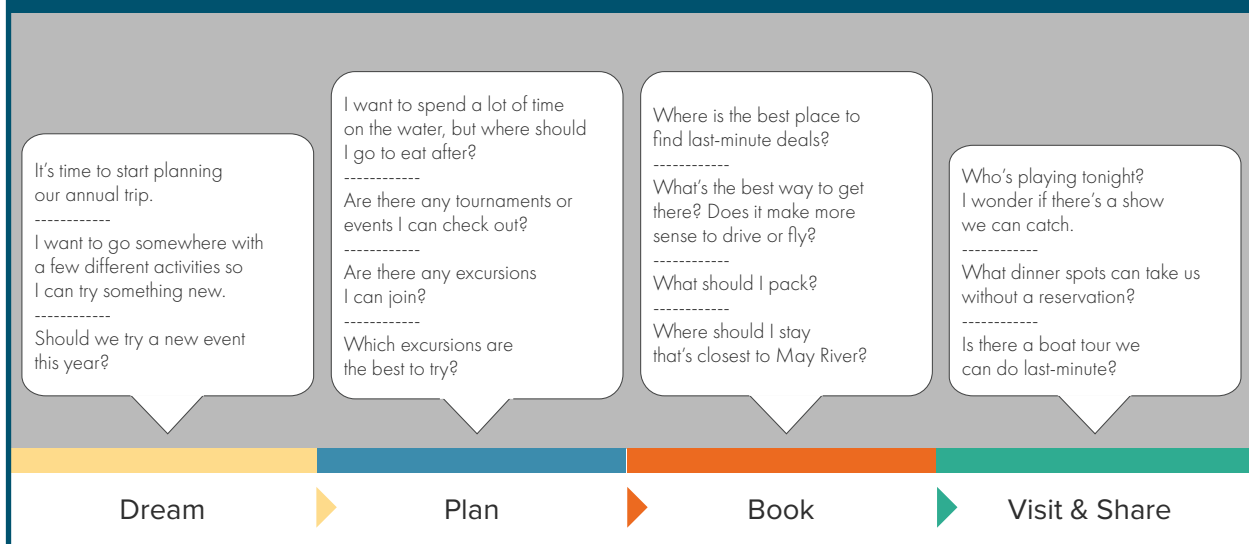 It's time to start planning
our annual trip.
------------
I want to go somewhere with
a few different activities so
I can try something new.
------------
Should we try a new event
this year?
I want to spend a lot of time
on the water, but where should
I go to eat after?
------------
Are there any tournaments or
events I can check out?
------------
Are there any excursions
I can join?
------------
Which excursions are
the best to try?
Where is the best place to
find last-minute deals?
------------
What's the best way to get
there? Does it make more
sense to drive or fly?
------------
What should I pack?
------------
Where should I stay
that's closest to May River?
Who's playing tonight?
I wonder if there's a show
we can catch.
------------
What dinner spots can take us
without a reservation?
------------
Is there a boat tour we
can do last-minute?
Dream
Plan
Book
Visit & Share